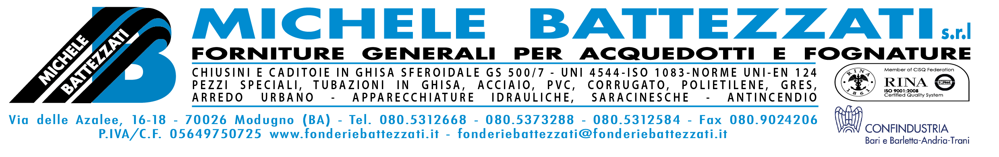 MICHELE
BATTEZZATI
B
MICHELE BATTEZZATI s.r.l
FORNITURE GENERALI PER ACQUEDOTTI E FOGNATURE
CHIUSINI E CADITOIE IN GHISA SFEROIDALE GS 500/7 - UNI 4544-ISO 1083-NORME UNI-EN 124
PEZZI SPECIALI, TUBAZIONI IN GHISA, ACCIAIO, PVC, CORRUGATO, POLIETILENE, GRES,
ARREDO URBANO - APPARECCHIATURE IDRAULICHE, SARACINESCHE - ANTINCENDIO
RINA
1861
Member of CISQ Federation
RINA
IQNet
ISO 9001:2008
Certified Quality System
Via delle Azalee, 16-18 - 70026 Modugno (BA) - Tel. 080.5312668 - 080.5373288 - 080.5312584 - Fax 080.9024206
P.IVA/C.F. 05649750725 www.fonderiebattezzati.it - fonderiebattezzati@fonderiebattezzati.it
CONFINDUSTRIA
Bari e Barletta-Andria-Trani